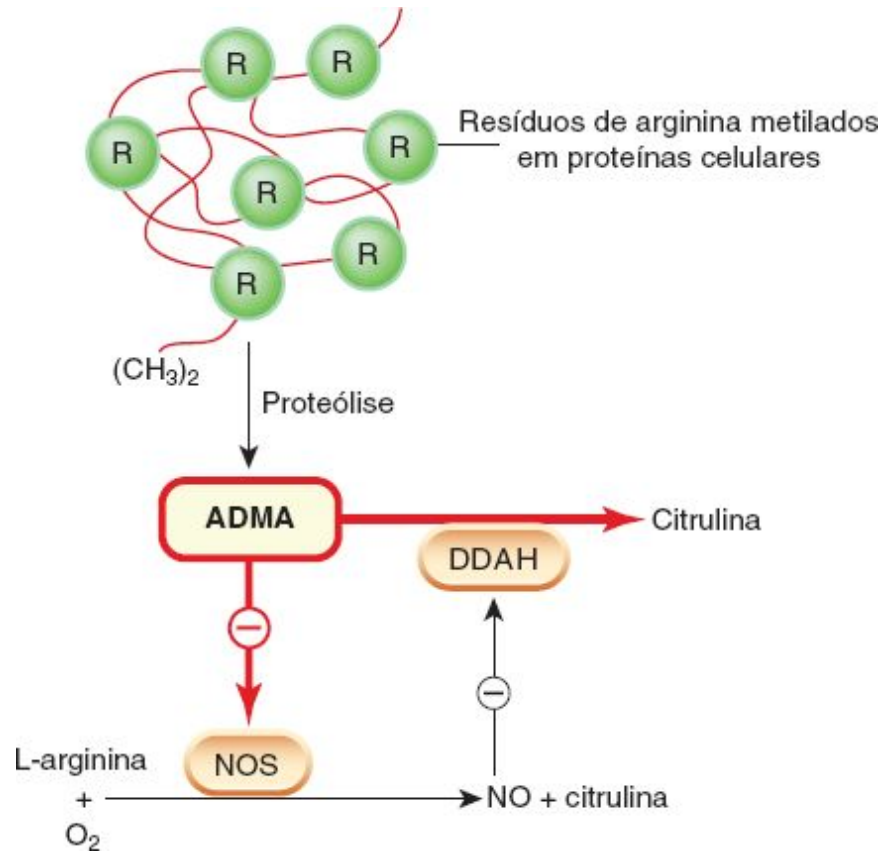 R
R
R
R
R
R
R
Resíduos de arginina metilados
em proteínas celulares
(CH₃)₂
Proteólise
ADMA
Citrulina
DDAH
−
−
L-arginina
+
O₂
NOS
NO + citrulina